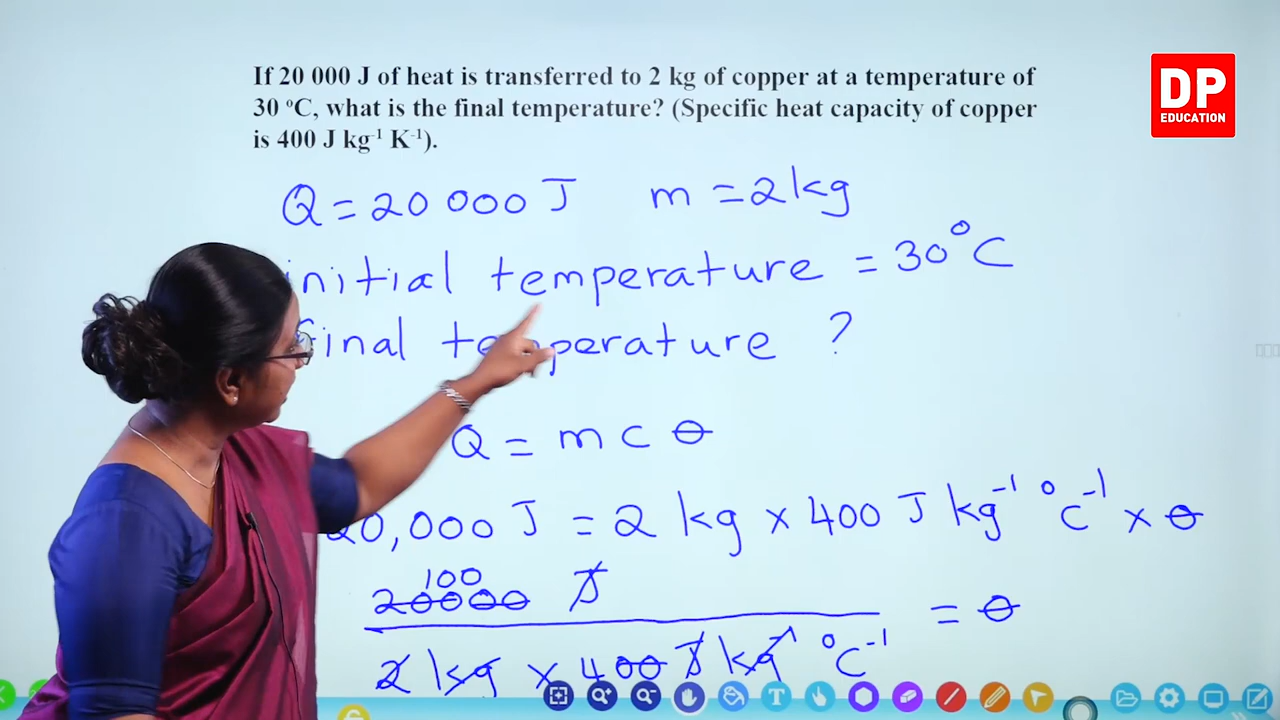 If 20 000 J of heat is transferred to 2 kg of copper at a temperature of
30 °C, what is the final temperature? (Specific heat capacity of copper
is 400 J kg⁻¹ K⁻¹).
DP
EDUCATION
Q = 20 000 J m = 2 kg
initial temperature = 30°C
final temperature ?
Q = m c θ
20,000 J = 2 kg × 400 J kg⁻¹ °C⁻¹ × θ
100
20000 J = θ
2 kg × 400 J kg⁻¹ °C⁻¹